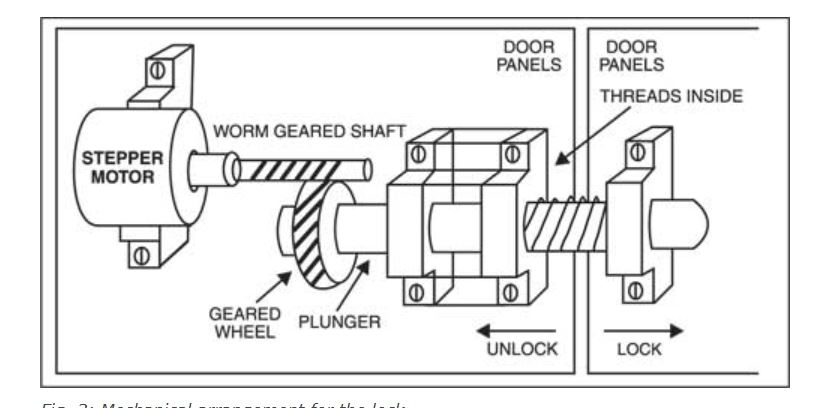 DOOR
PANELS
DOOR
PANELS
THREADS INSIDE
WORM GEARED SHAFT
STEPPER
MOTOR
GEARED
WHEEL
PLUNGER
UNLOCK
LOCK
Fig. 3: Mechanical arrangement for the lock